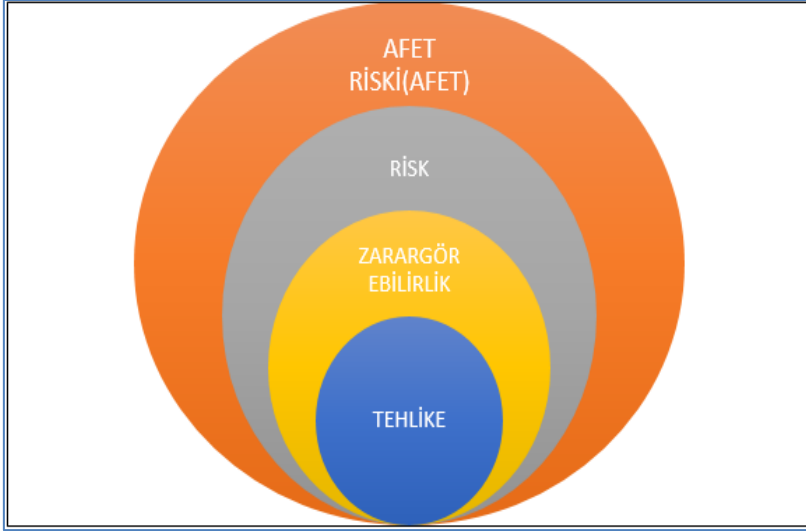 AFET
RİSKİ(AFET)
RİSK
ZARARGÖR
EBİLİRLİK
TEHLİKE